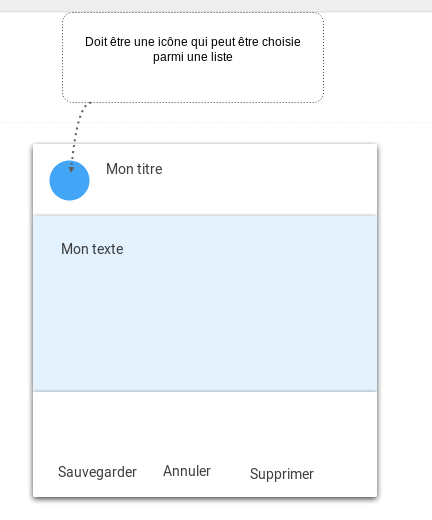 Doit être une icône qui peut être choisie
parmi une liste
Mon titre
Mon texte
Sauvegarder Annuler Supprimer